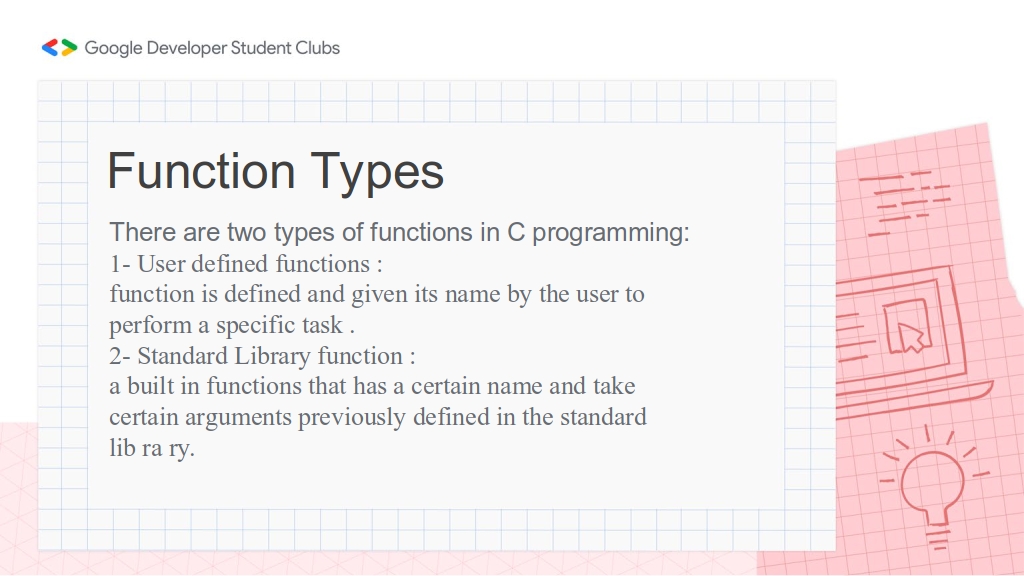 Google Developer Student Clubs
Function Types
There are two types of functions in C programming:
1- User defined functions :
function is defined and given its name by the user to
perform a specific task .
2- Standard Library function :
a built in functions that has a certain name and take
certain arguments previously defined in the standard
lib ra ry.